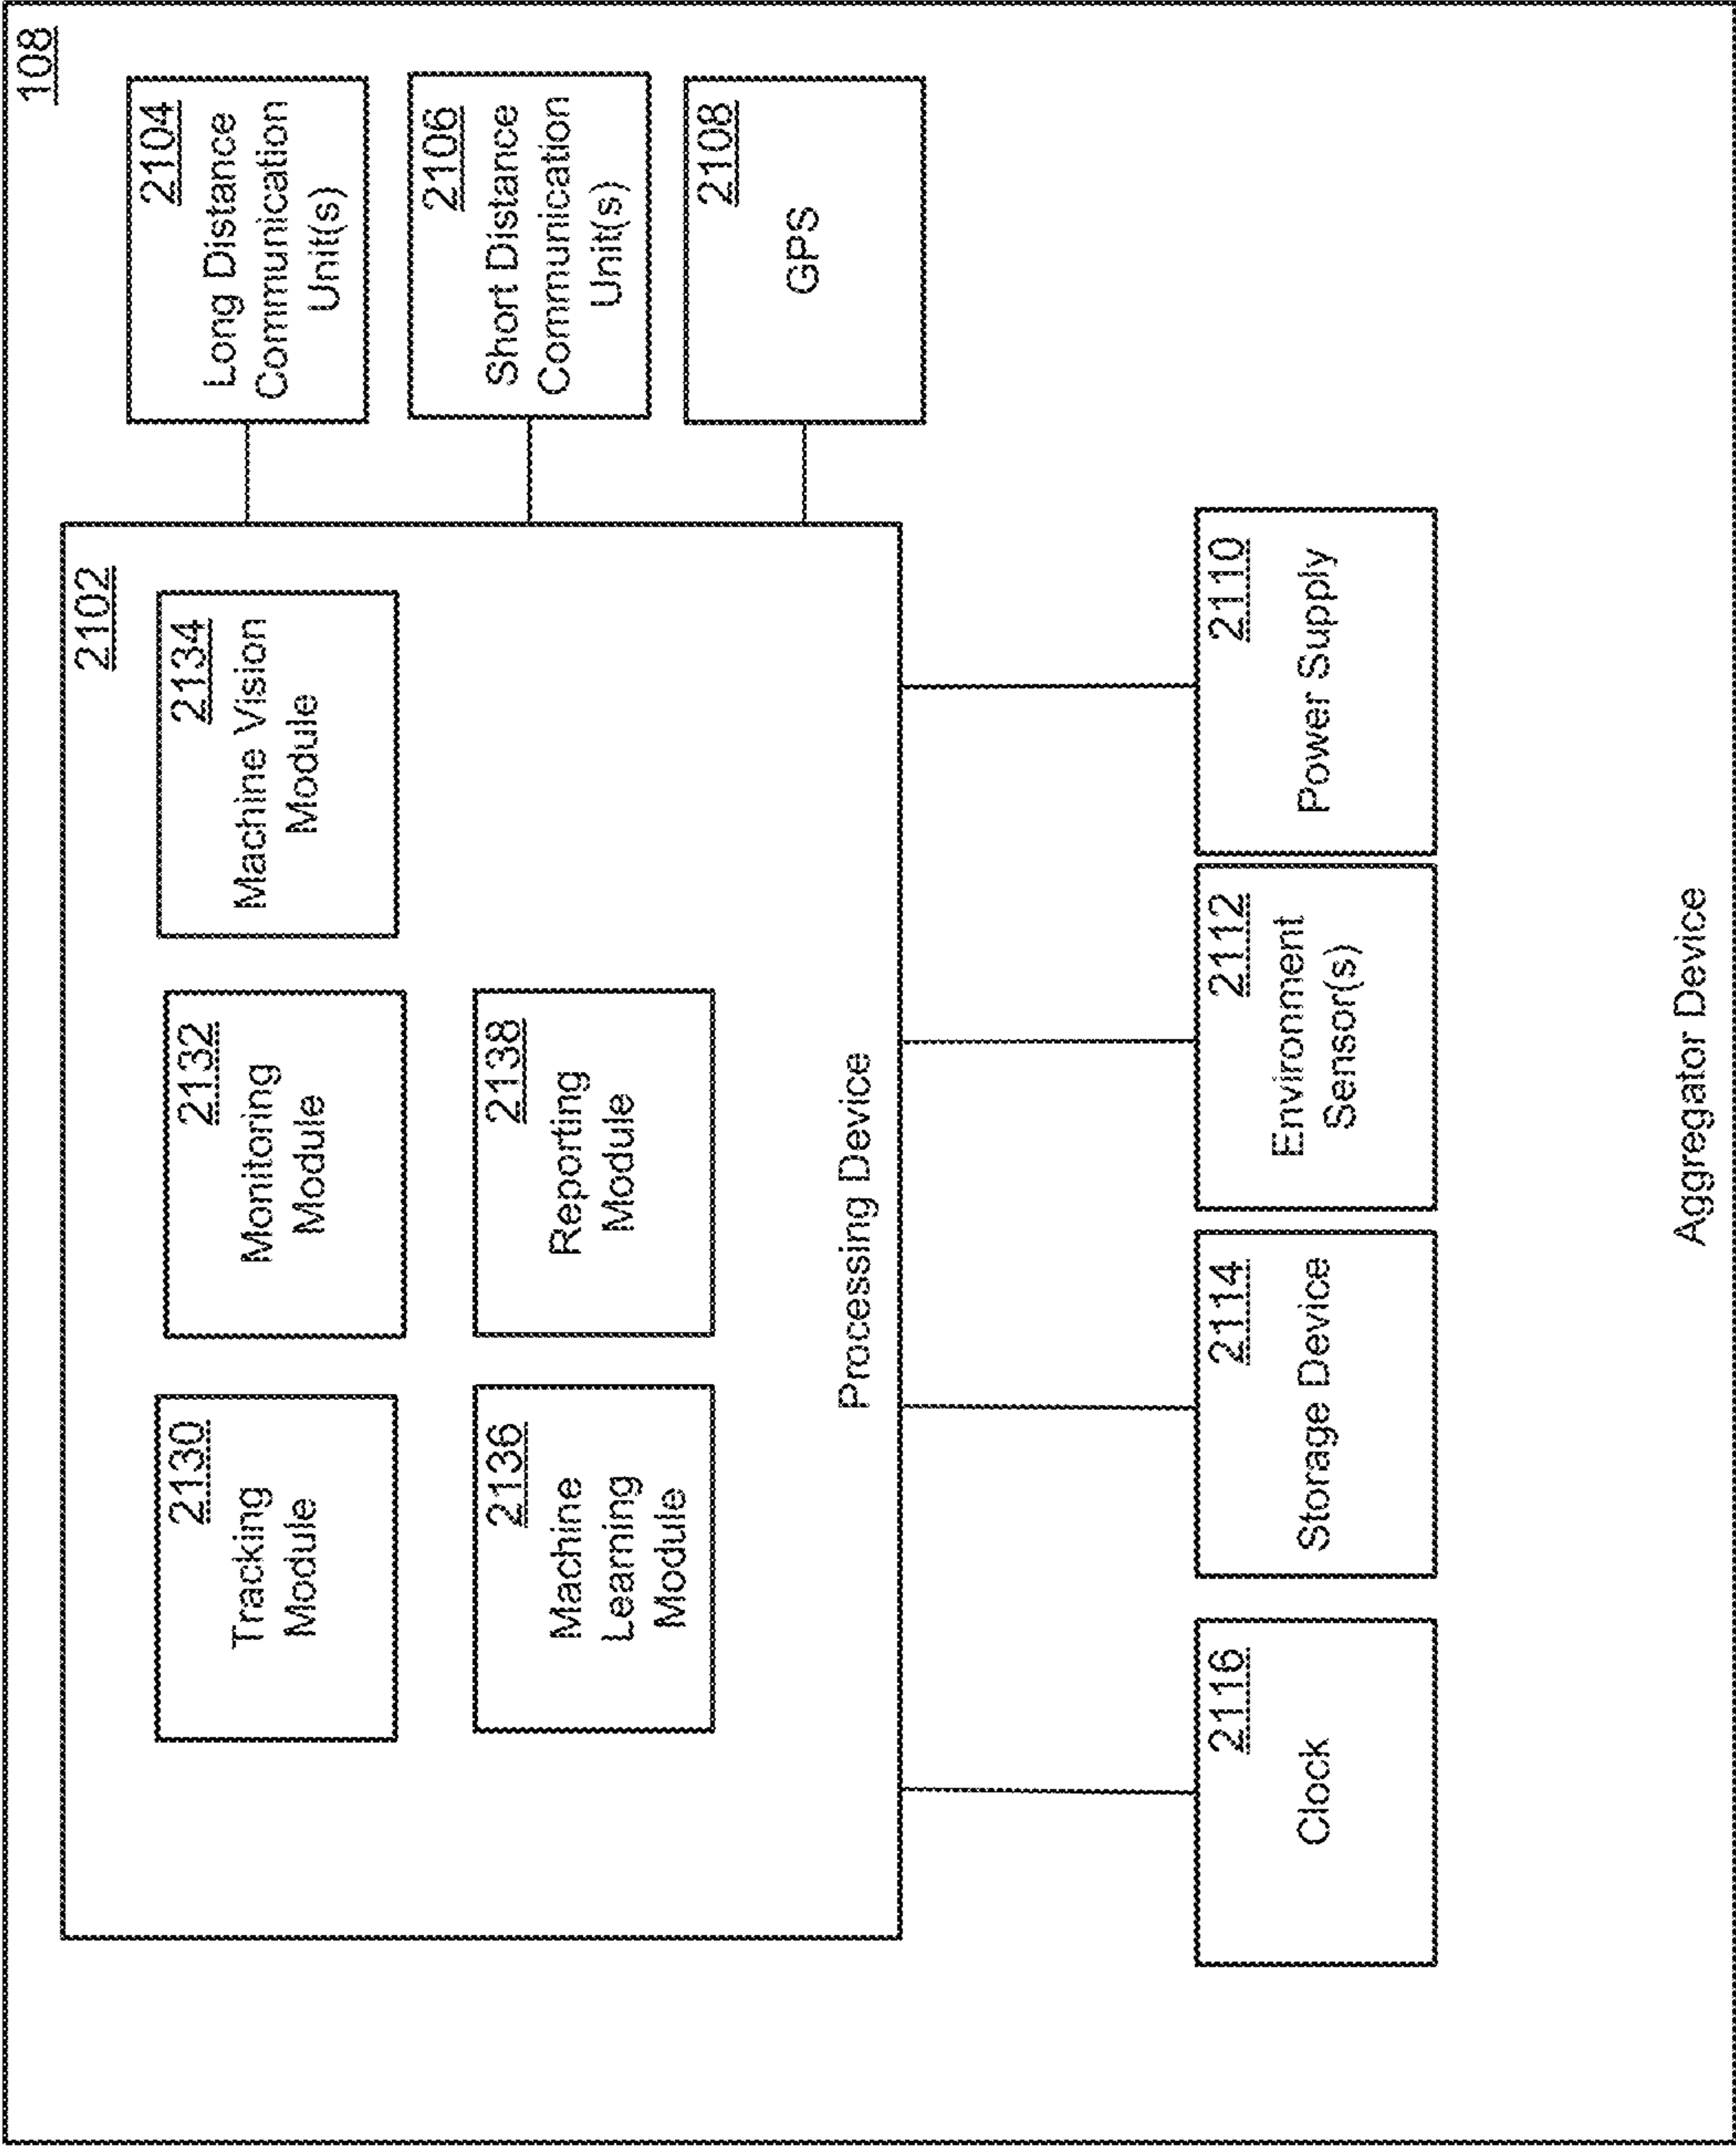 108
2102
2130
Tracking
Module
2132
Monitoring
Module
2134
Machine Vision
Module
2136
Machine
Learning
Module
2138
Reporting
Module
Processing Device
2104
Long Distance
Communication
Unit(s)
2106
Short Distance
Communication
Unit(s)
2108
GPS
2116
Clock
2114
Storage Device
2112
Environment
Sensor(s)
2110
Power Supply
Aggregator Device